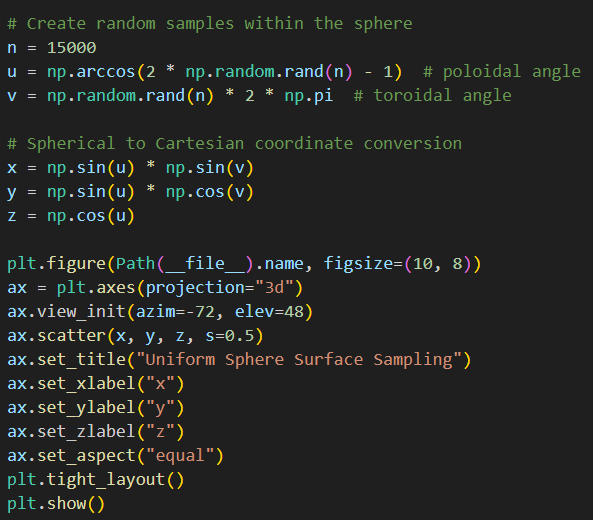 # Create random samples within the sphere
n = 15000
u = np.arccos(2 * np.random.rand(n) - 1)  # poloidal angle
v = np.random.rand(n) * 2 * np.pi  # toroidal angle

# Spherical to Cartesian coordinate conversion
x = np.sin(u) * np.sin(v)
y = np.sin(u) * np.cos(v)
z = np.cos(u)

plt.figure(Path(__file__).name, figsize=(10, 8))
ax = plt.axes(projection="3d")
ax.view_init(azim=-72, elev=48)
ax.scatter(x, y, z, s=0.5)
ax.set_title("Uniform Sphere Surface Sampling")
ax.set_xlabel("x")
ax.set_ylabel("y")
ax.set_zlabel("z")
ax.set_aspect("equal")
plt.tight_layout()
plt.show()